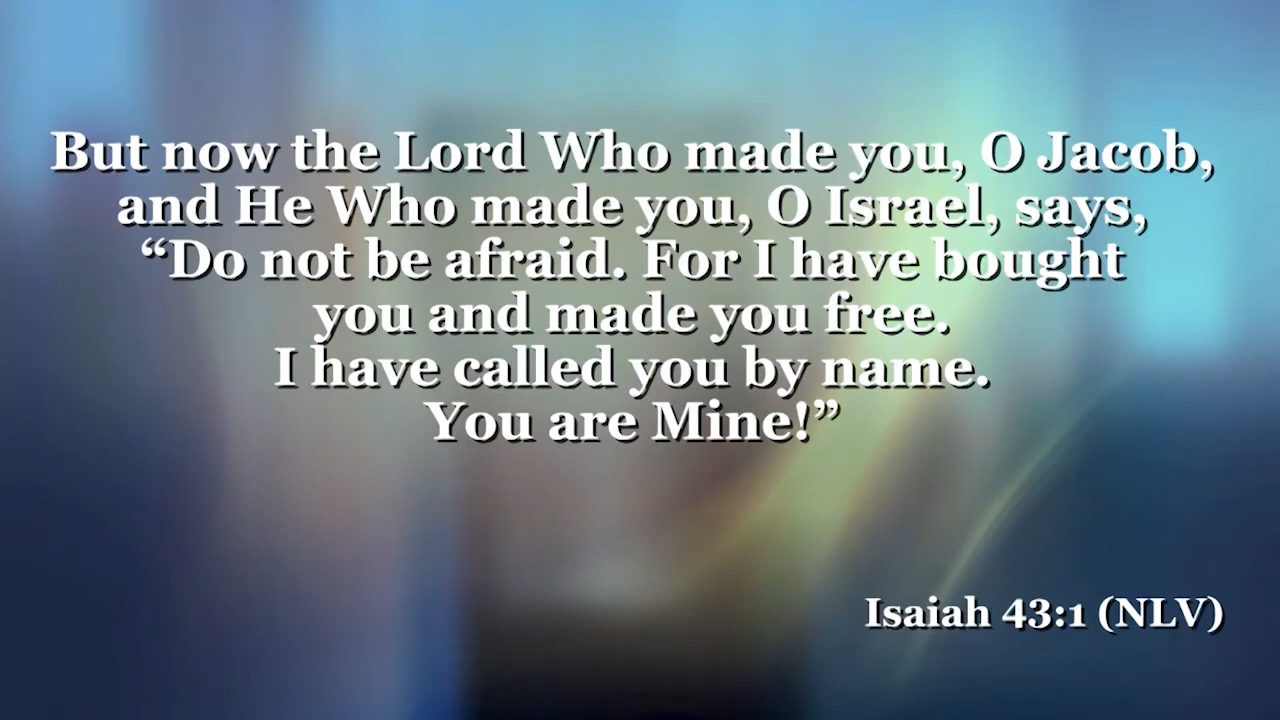 But now the Lord Who made you, O Jacob,
and He Who made you, O Israel, says,
“Do not be afraid. For I have bought
you and made you free.
I have called you by name.
You are Mine!”
Isaiah 43:1 (NLV)